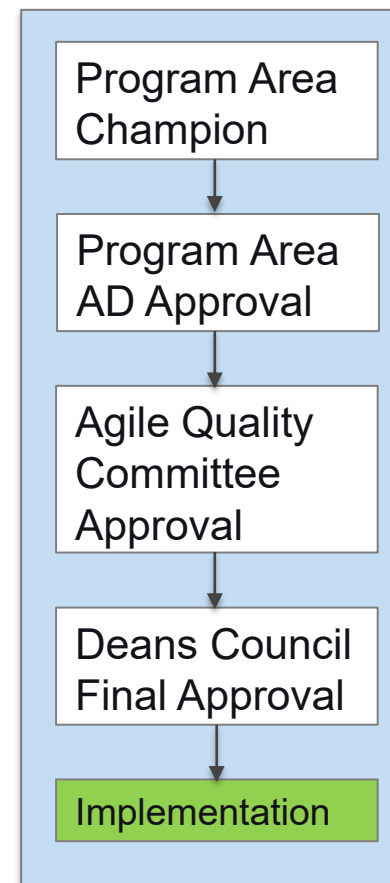 Program Area
Champion
Program Area
AD Approval
Agile Quality
Committee
Approval
Deans Council
Final Approval
Implementation